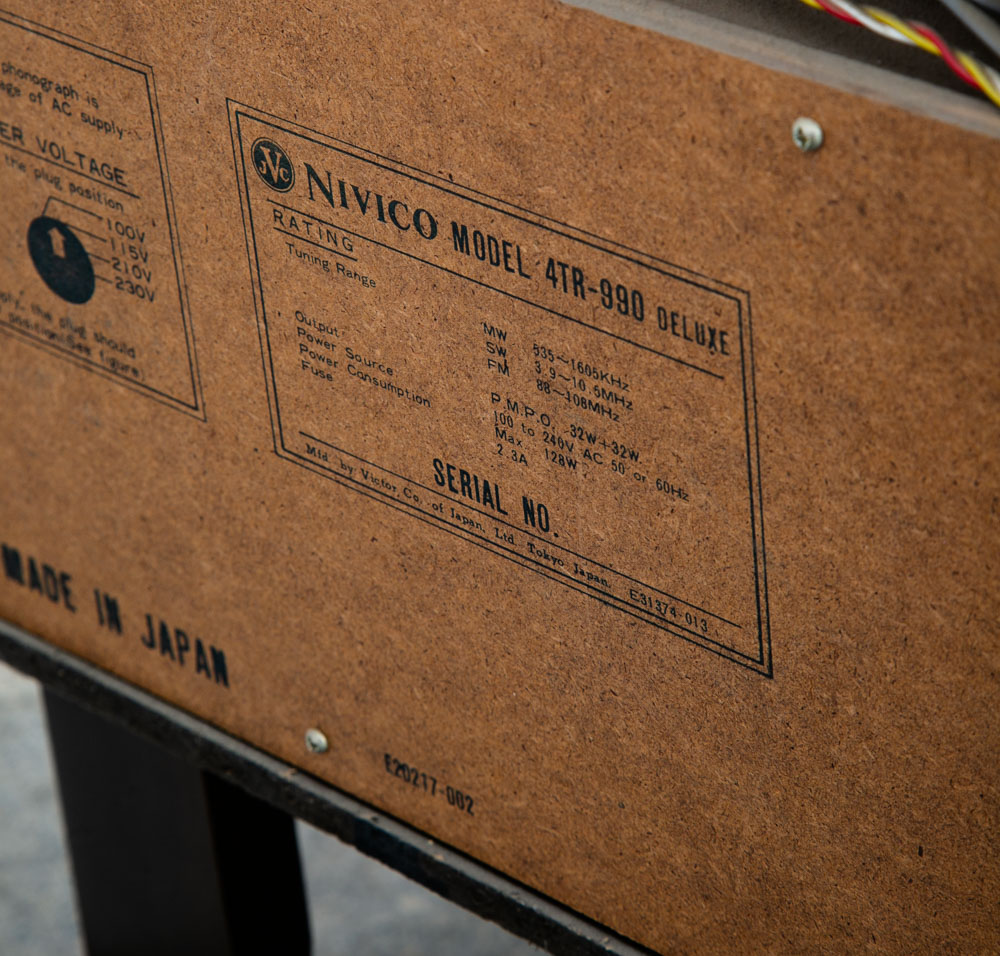 phonograph is
age of AC supply
ER VOLTAGE
the plug position
100V
115V
210V
230V
the plug should
See figure
JVC NIVICO MODEL 4TR-990 DELUXE
RATING
Tuning Range
MW 535~1605KHz
SW 3.9~10.6MHz
FM 88~108MHz
Output P.M.P.O. 32W+32W
Power Source 100 to 240V AC 50 or 60Hz
Power Consumption Max 128W
Fuse 2.3A
SERIAL NO.
Mfd. by Victor Co. of Japan, Ltd. Tokyo Japan. E31374-013
MADE IN JAPAN
E20217-002